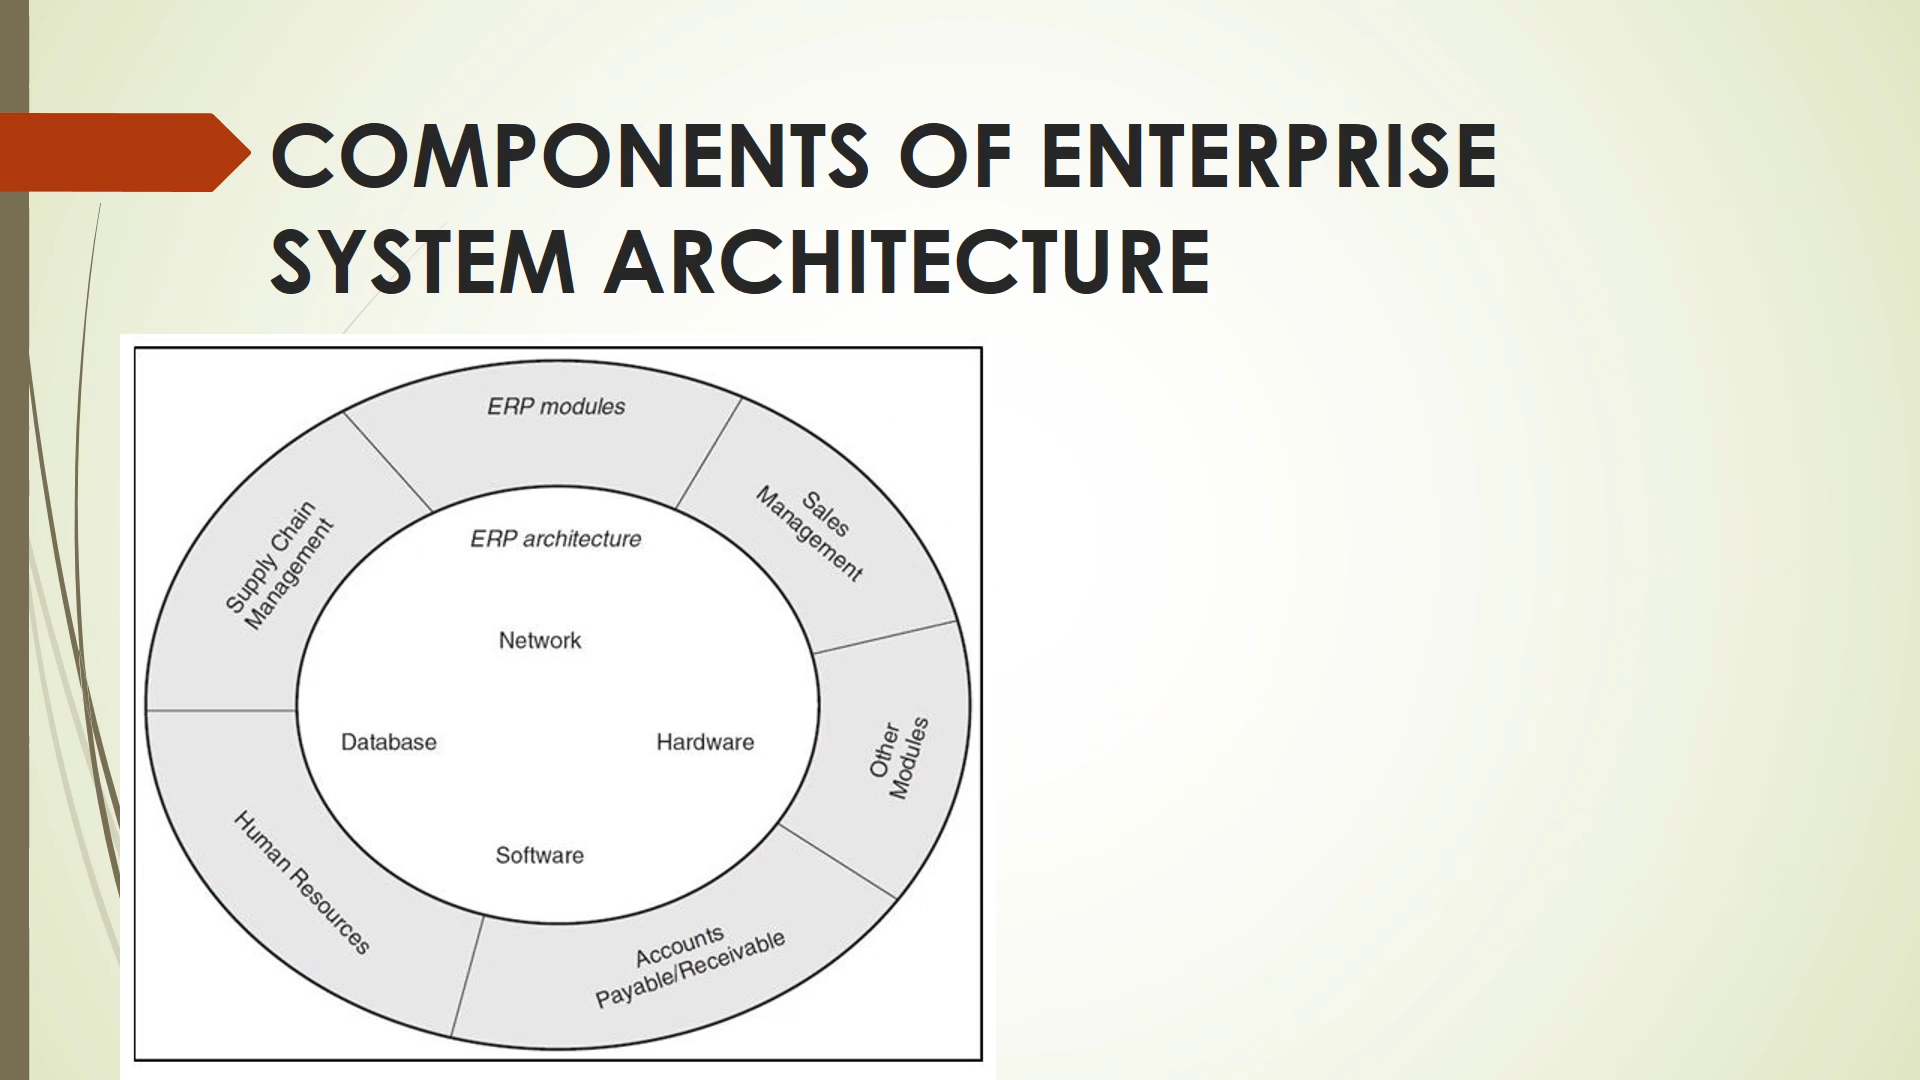 COMPONENTS OF ENTERPRISE
SYSTEM ARCHITECTURE
ERP modules
Sales
Management
Other
Modules
Accounts
Payable/Receivable
Human Resources
Supply Chain
Management
ERP architecture
Network
Database
Hardware
Software